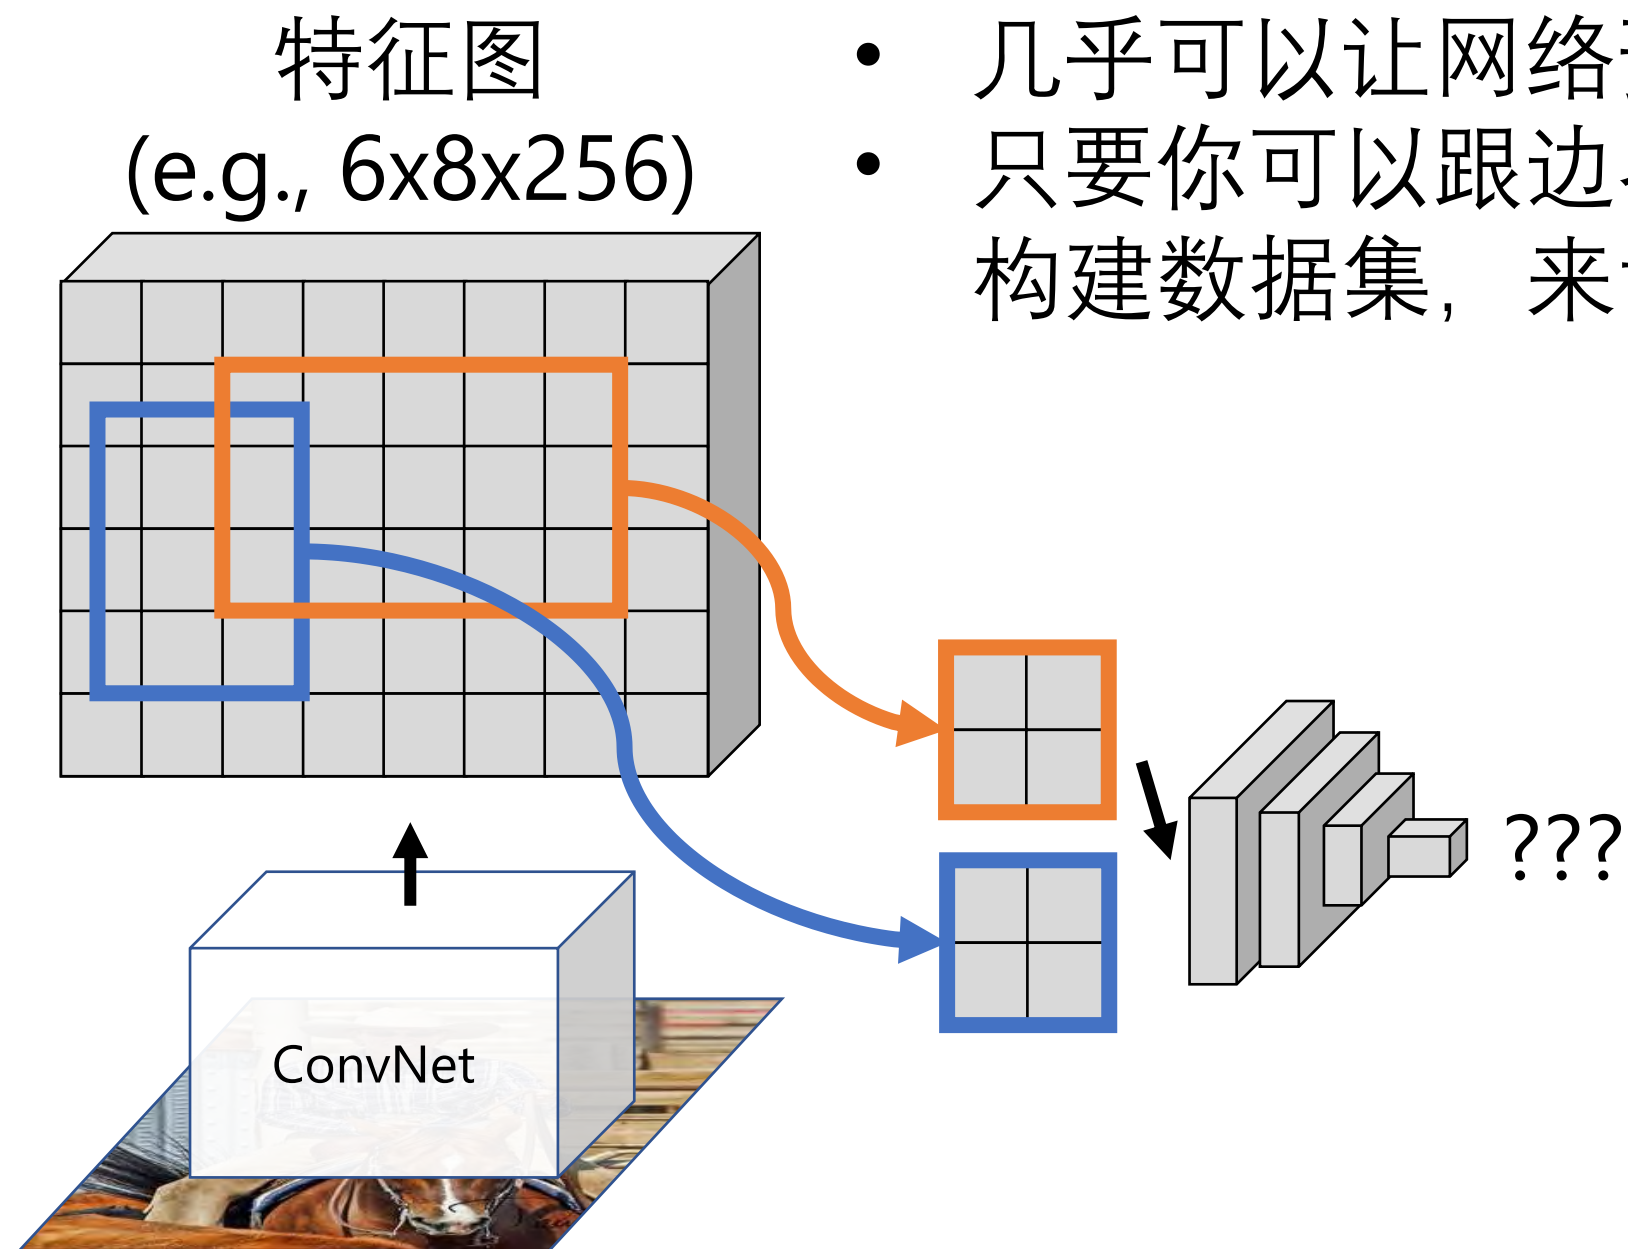 特征图
(e.g., 6x8x256)
• 几乎可以让网络
• 只要你可以跟边
构建数据集，来
ConvNet
???